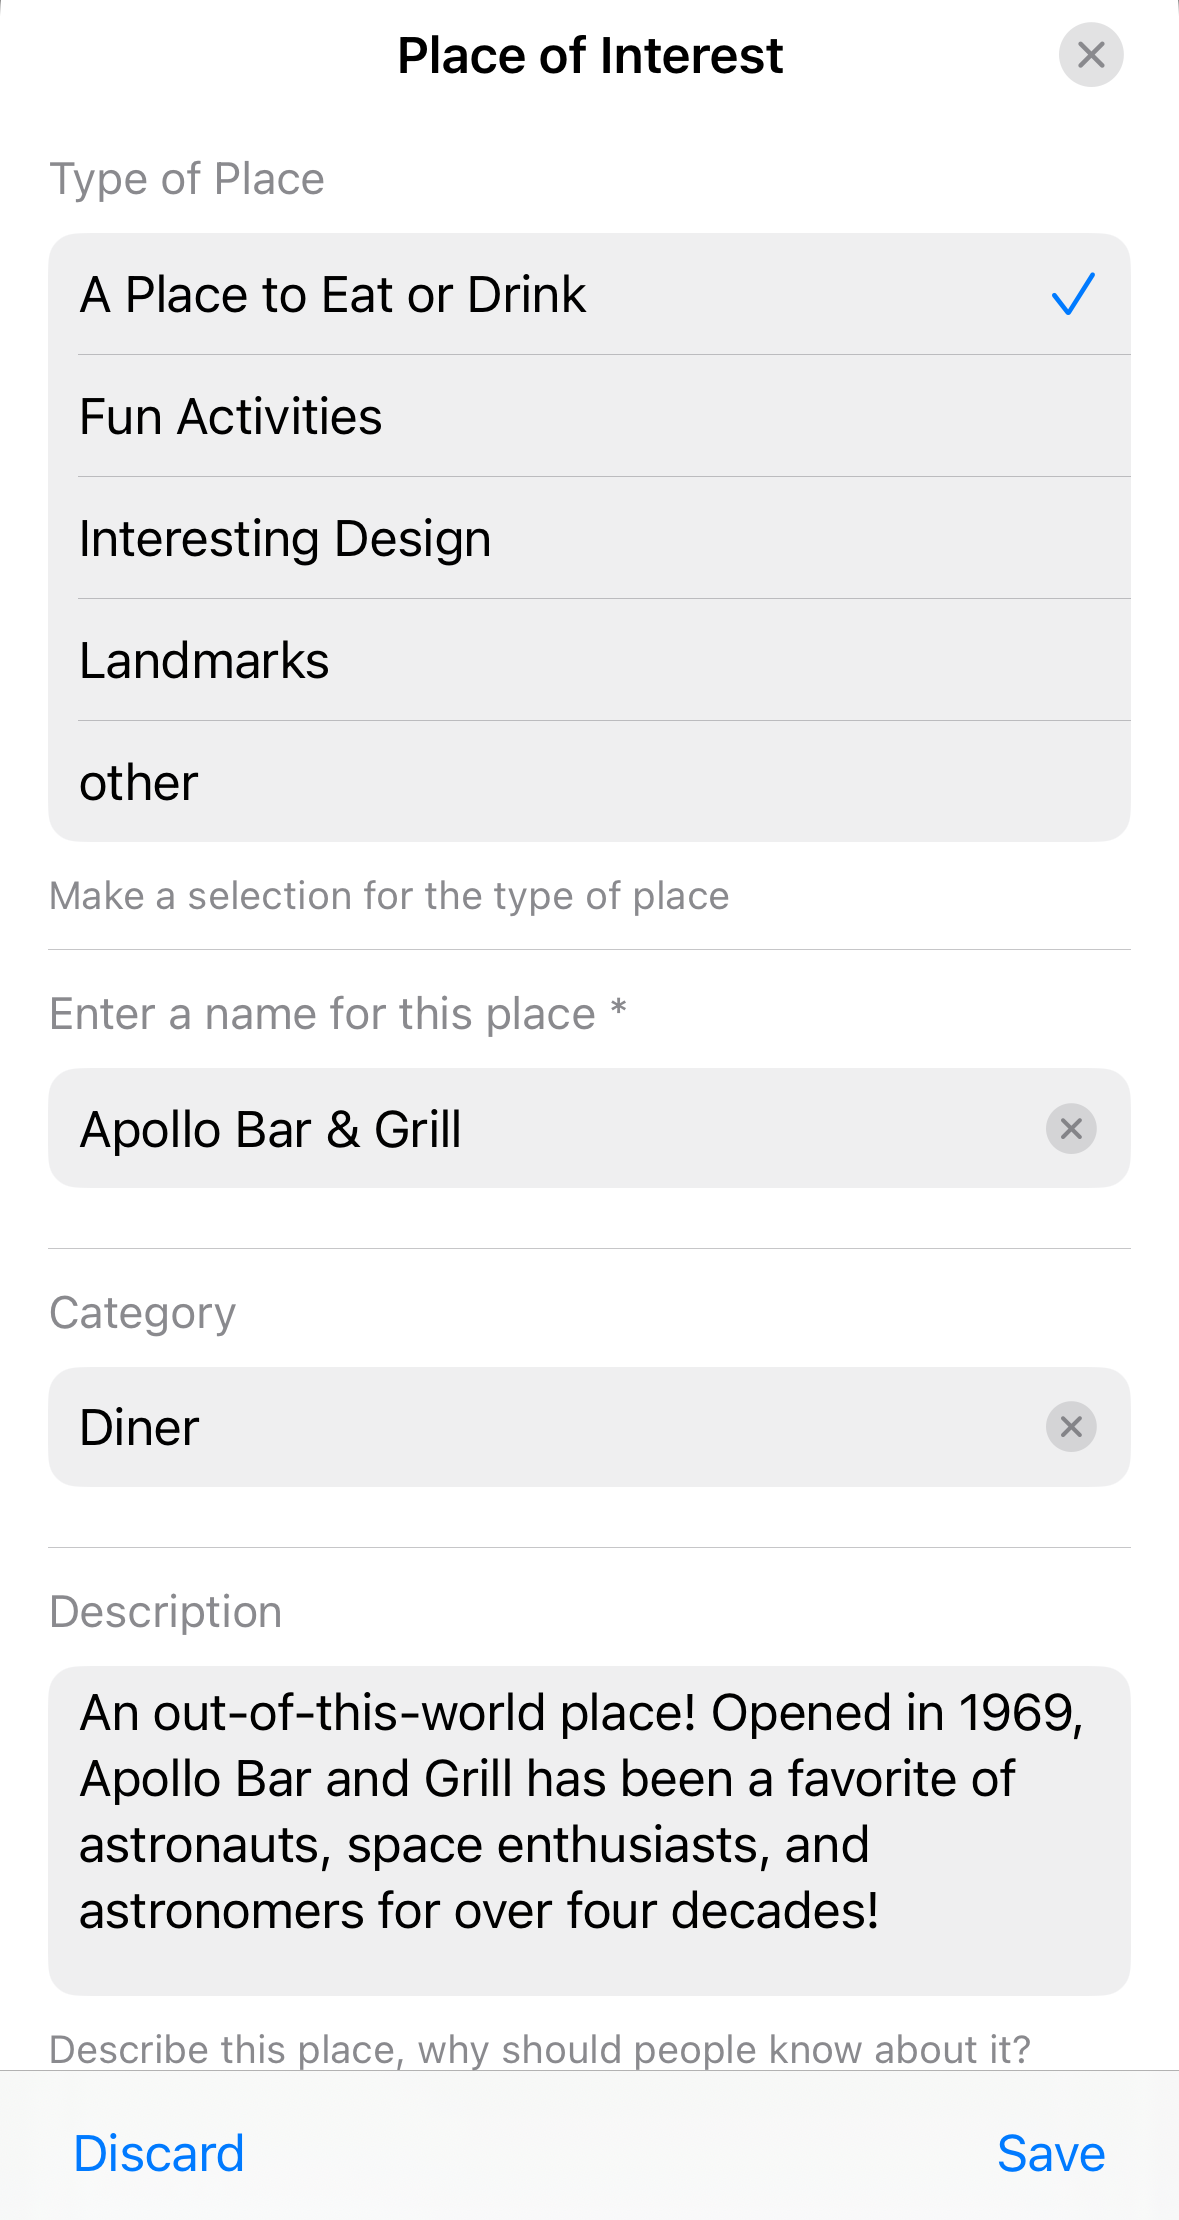 Place of Interest
Type of Place
A Place to Eat or Drink
Fun Activities
Interesting Design
Landmarks
other
Make a selection for the type of place
Enter a name for this place *
Apollo Bar & Grill
Category
Diner
Description
An out-of-this-world place! Opened in 1969,
Apollo Bar and Grill has been a favorite of
astronauts, space enthusiasts, and
astronomers for over four decades!
Describe this place, why should people know about it?
Discard
Save